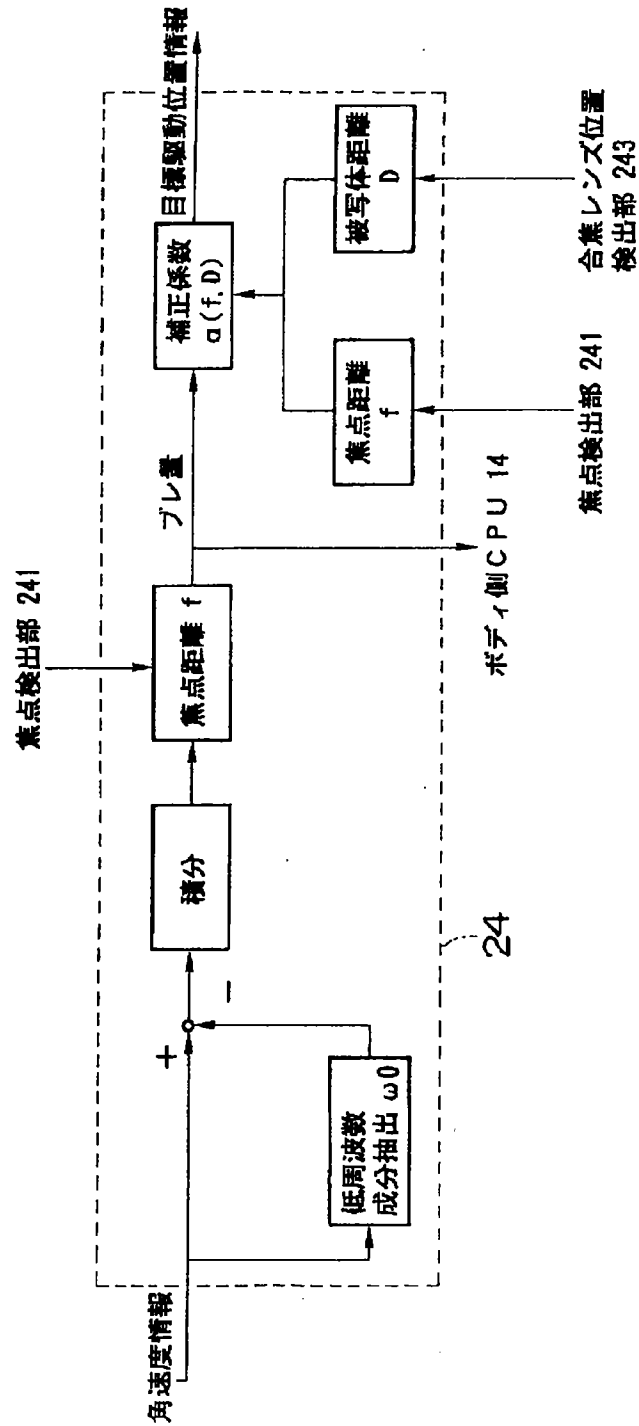 角速度情報
+
−
低周波数
成分抽出 ω0
積分
焦点検出部 241
焦点距離 f
ブレ量
ボディ側CPU 14
補正係数
α(f,D)
目標駆動位置情報
焦点距離
f
被写体距離
D
焦点検出部 241
合焦レンズ位置
検出部 243
24